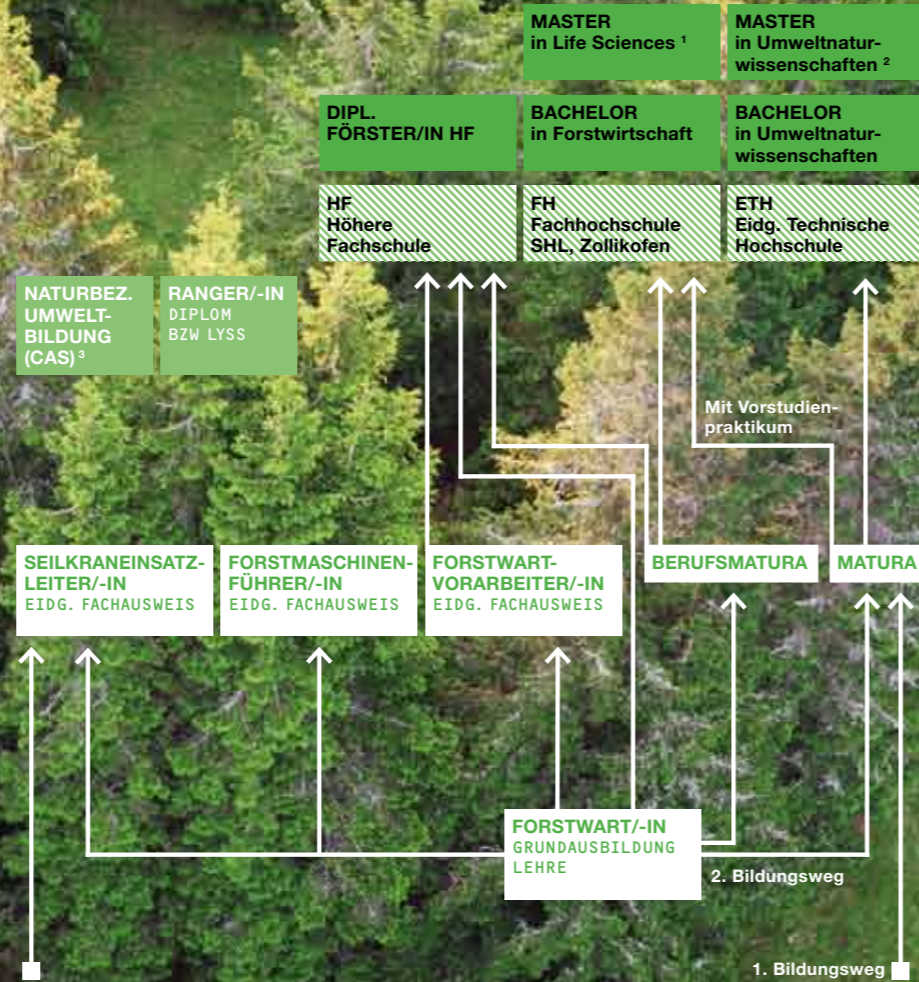 MASTER
in Life Sciences ¹
MASTER
in Umweltnatur-
wissenschaften ²
DIPL.
FÖRSTER/IN HF
BACHELOR
in Forstwirtschaft
BACHELOR
in Umweltnatur-
wissenschaften
HF
Höhere
Fachschule
FH
Fachhochschule
SHL, Zollikofen
ETH
Eidg. Technische
Hochschule
NATURBEZ.
UMWELT-
BILDUNG
(CAS) ³
RANGER/-IN
DIPLOM
BZW LYSS
Mit Vorstudien-
praktikum
SEILKRANEINSATZ-
LEITER/-IN
EIDG. FACHAUSWEIS
FORSTMASCHINEN-
FÜHRER/-IN
EIDG. FACHAUSWEIS
FORSTWART-
VORARBEITER/-IN
EIDG. FACHAUSWEIS
BERUFSMATURA
MATURA
FORSTWART/-IN
GRUNDAUSBILDUNG
LEHRE
2. Bildungsweg
1. Bildungsweg